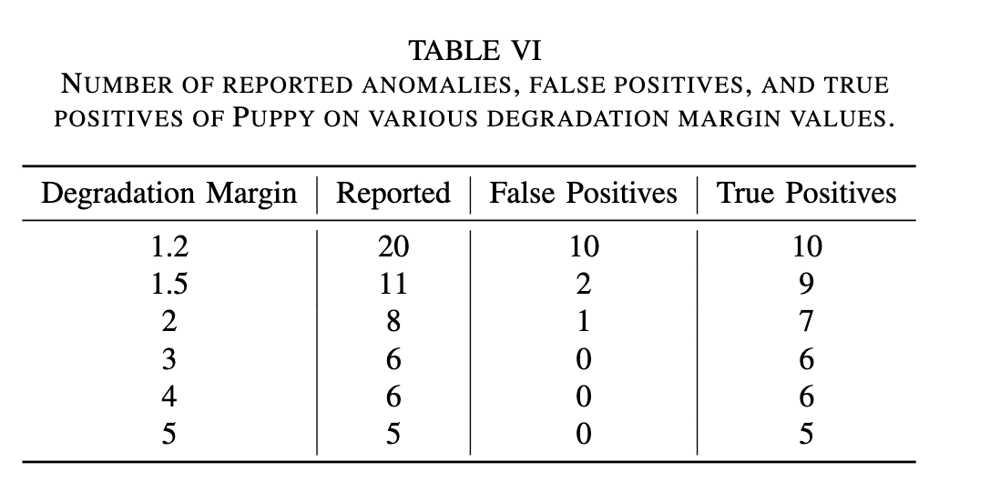 TABLE VI
NUMBER OF REPORTED ANOMALIES, FALSE POSITIVES, AND TRUE
POSITIVES OF PUPPY ON VARIOUS DEGRADATION MARGIN VALUES.
Degradation Margin Reported False Positives True Positives
1.2 20 10 10
1.5 11 2 9
2 8 1 7
3 6 0 6
4 6 0 6
5 5 0 5